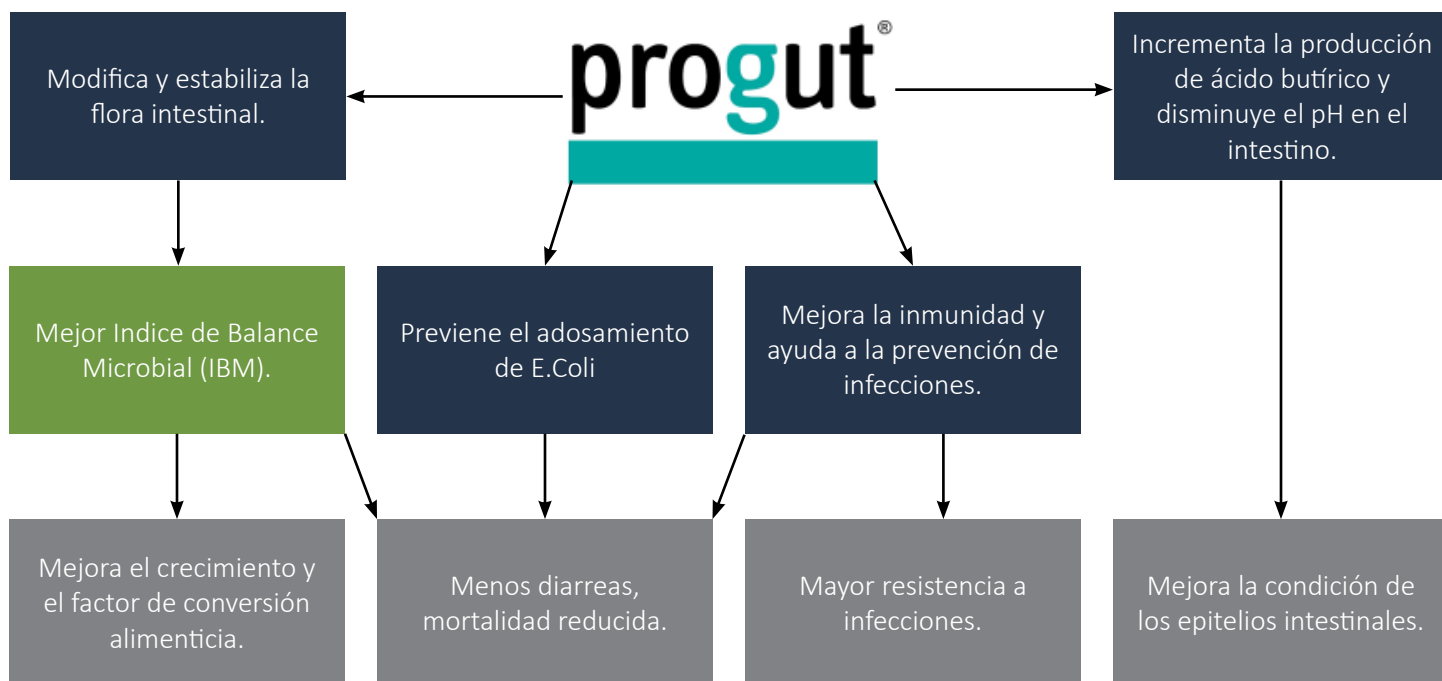 Modifica y estabiliza la
flora intestinal.
progut®
Incrementa la producción
de ácido butírico y
disminuye el pH en el
intestino.
Mejor Indice de Balance
Microbial (IBM).
Previene el adosamiento
de E.Coli
Mejora la inmunidad y
ayuda a la prevención de
infecciones.
Mejora el crecimiento y
el factor de conversión
alimenticia.
Menos diarreas,
mortalidad reducida.
Mayor resistencia a
infecciones.
Mejora la condición de
los epitelios intestinales.